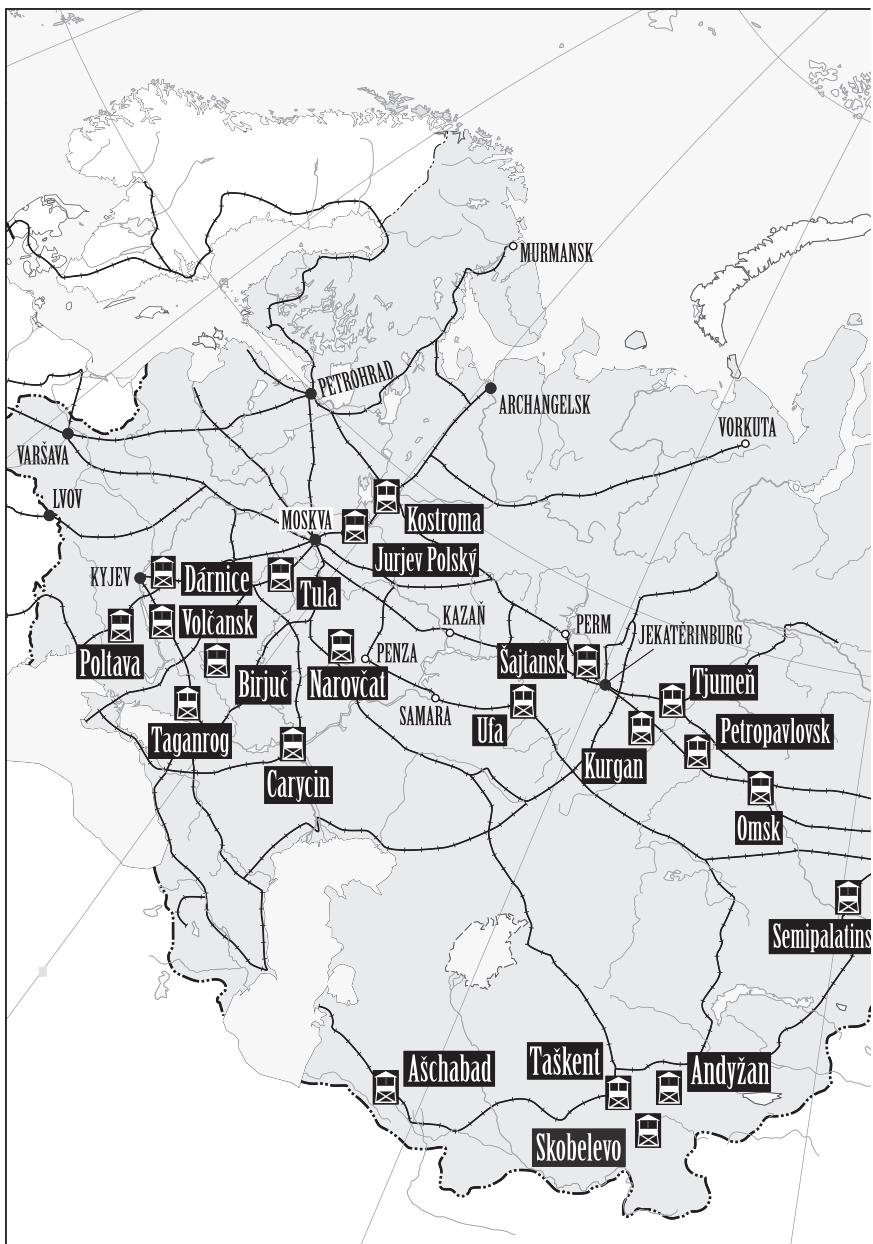 MURMANSK
PETROHRAD
ARCHANGELSK
VORKUTA
VARŠAVA
LVOV
MOSKVA
Kostroma
Jurjev Polský
KYJEV
Dárnice
Tula
Volčansk
KAZAŇ
PERM
JEKATĚRINBURG
Poltava
Birjuč
Narovčat
PENZA
Šajtansk
Tjumeň
SAMARA
Ufa
Taganrog
Petropavlovsk
Kurgan
Carycin
Omsk
Semipalatins
Ašchabad
Taškent
Andyžan
Skobelevo